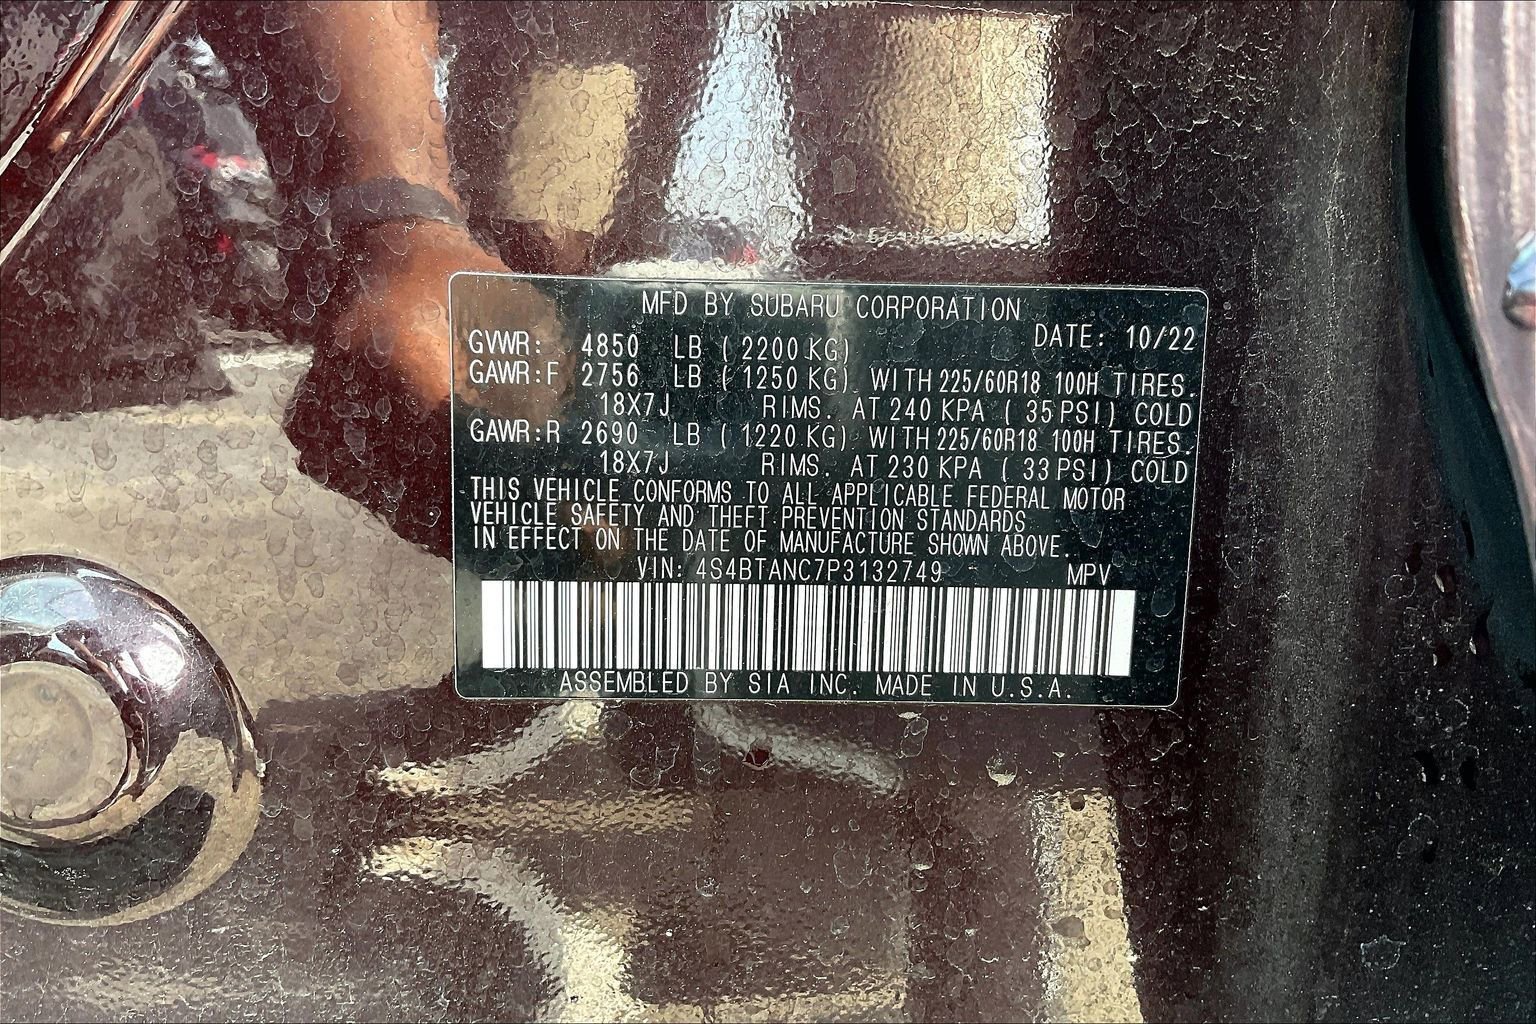 MFD BY SUBARU CORPORATION
DATE: 10/22
GVWR: 4850 LB ( 2200 KG)
GAWR:F 2756 LB ( 1250 KG) WITH 225/60R18 100H TIRES.
18X7J RIMS. AT 240 KPA ( 35 PSI) COLD
GAWR:R 2690 LB ( 1220 KG) WITH 225/60R18 100H TIRES.
18X7J RIMS. AT 230 KPA ( 33 PSI) COLD
THIS VEHICLE CONFORMS TO ALL APPLICABLE FEDERAL MOTOR
VEHICLE SAFETY AND THEFT PREVENTION STANDARDS
IN EFFECT ON THE DATE OF MANUFACTURE SHOWN ABOVE.
VIN: 4S4BTANC7P3132749 MPV
ASSEMBLED BY SIA INC. MADE IN U.S.A.